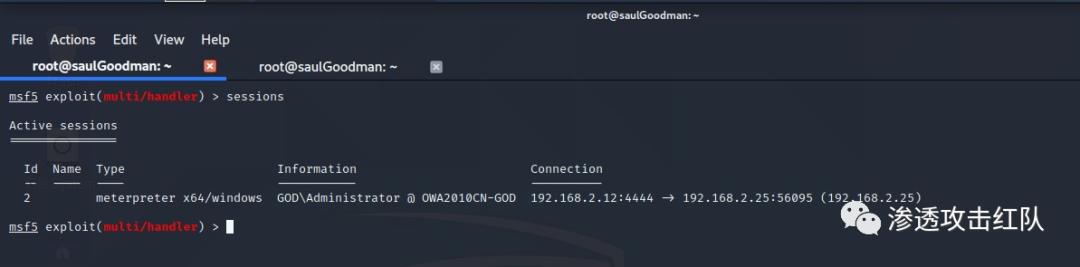 root@saulGoodman: ~
File Actions Edit View Help
root@saulGoodman: ~ root@saulGoodman: ~
msf5 exploit(multi/handler) > sessions
Active sessions
===============
Id Name Type Information Connection
-- ---- ---- ----------- ----------
2 meterpreter x64/windows GOD\Administrator @ OWA2010CN-GOD 192.168.2.12:4444 -> 192.168.2.25:56095 (192.168.2.25)
msf5 exploit(multi/handler) >
渗透攻击红队